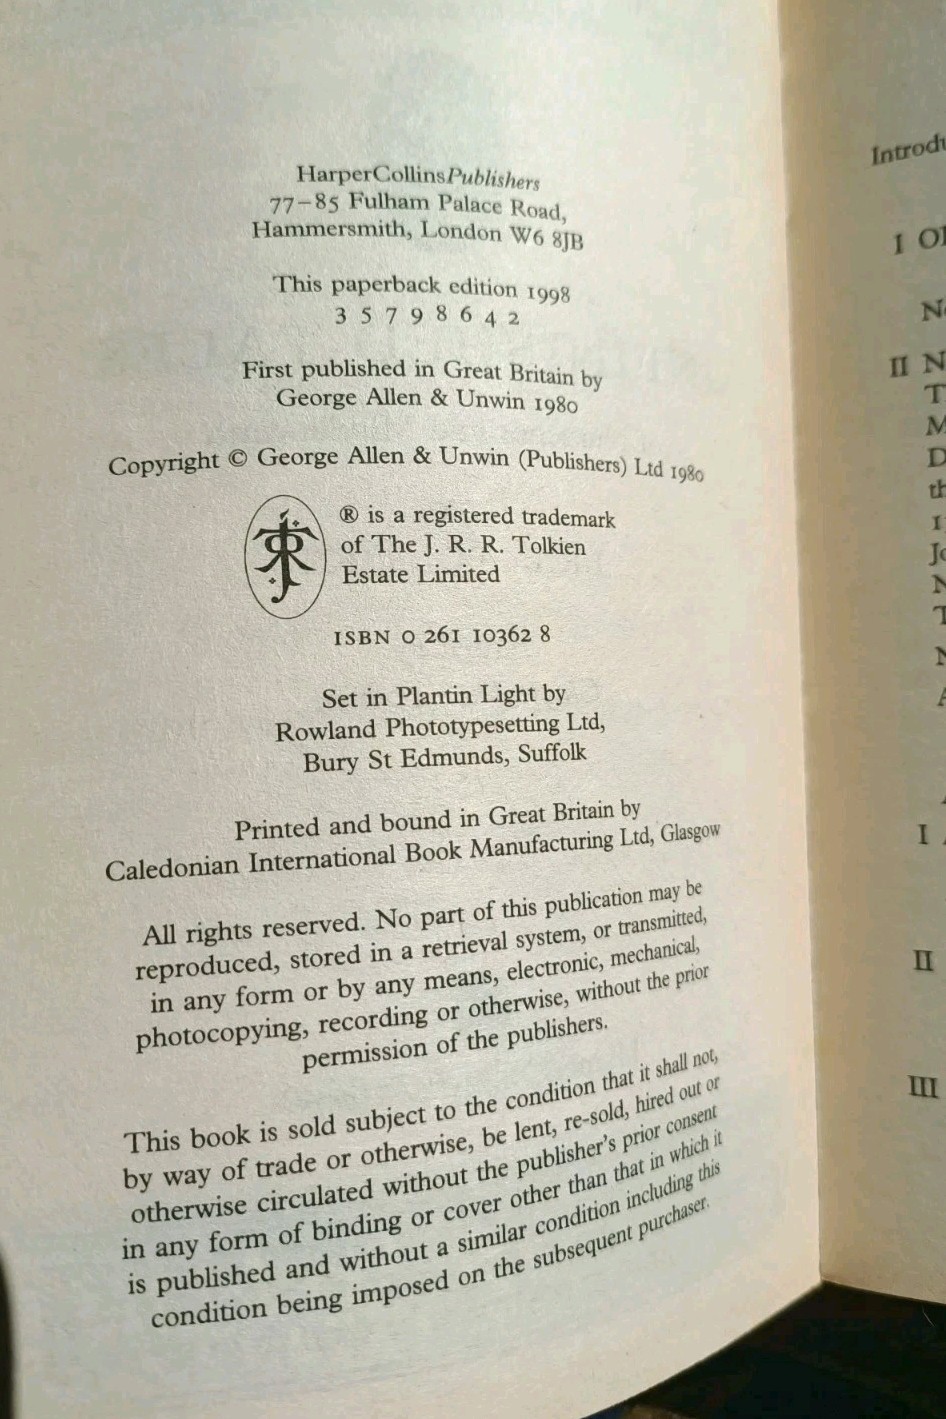 HarperCollinsPublishers
77–85 Fulham Palace Road,
Hammersmith, London W6 8JB
This paperback edition 1998
3 5 7 9 8 6 4 2
First published in Great Britain by
George Allen & Unwin 1980
Copyright © George Allen & Unwin (Publishers) Ltd 1980
® is a registered trademark
of The J. R. R. Tolkien
Estate Limited
ISBN 0 261 10362 8
Set in Plantin Light by
Rowland Phototypesetting Ltd,
Bury St Edmunds, Suffolk
Printed and bound in Great Britain by
Caledonian International Book Manufacturing Ltd, Glasgow
All rights reserved. No part of this publication may be
reproduced, stored in a retrieval system, or transmitted,
in any form or by any means, electronic, mechanical,
photocopying, recording or otherwise, without the prior
permission of the publishers.
This book is sold subject to the condition that it shall not,
by way of trade or otherwise, be lent, re-sold, hired out or
otherwise circulated without the publisher's prior consent
in any form of binding or cover other than that in which it
is published and without a similar condition including this
condition being imposed on the subsequent purchaser.
I
II
I
II
III